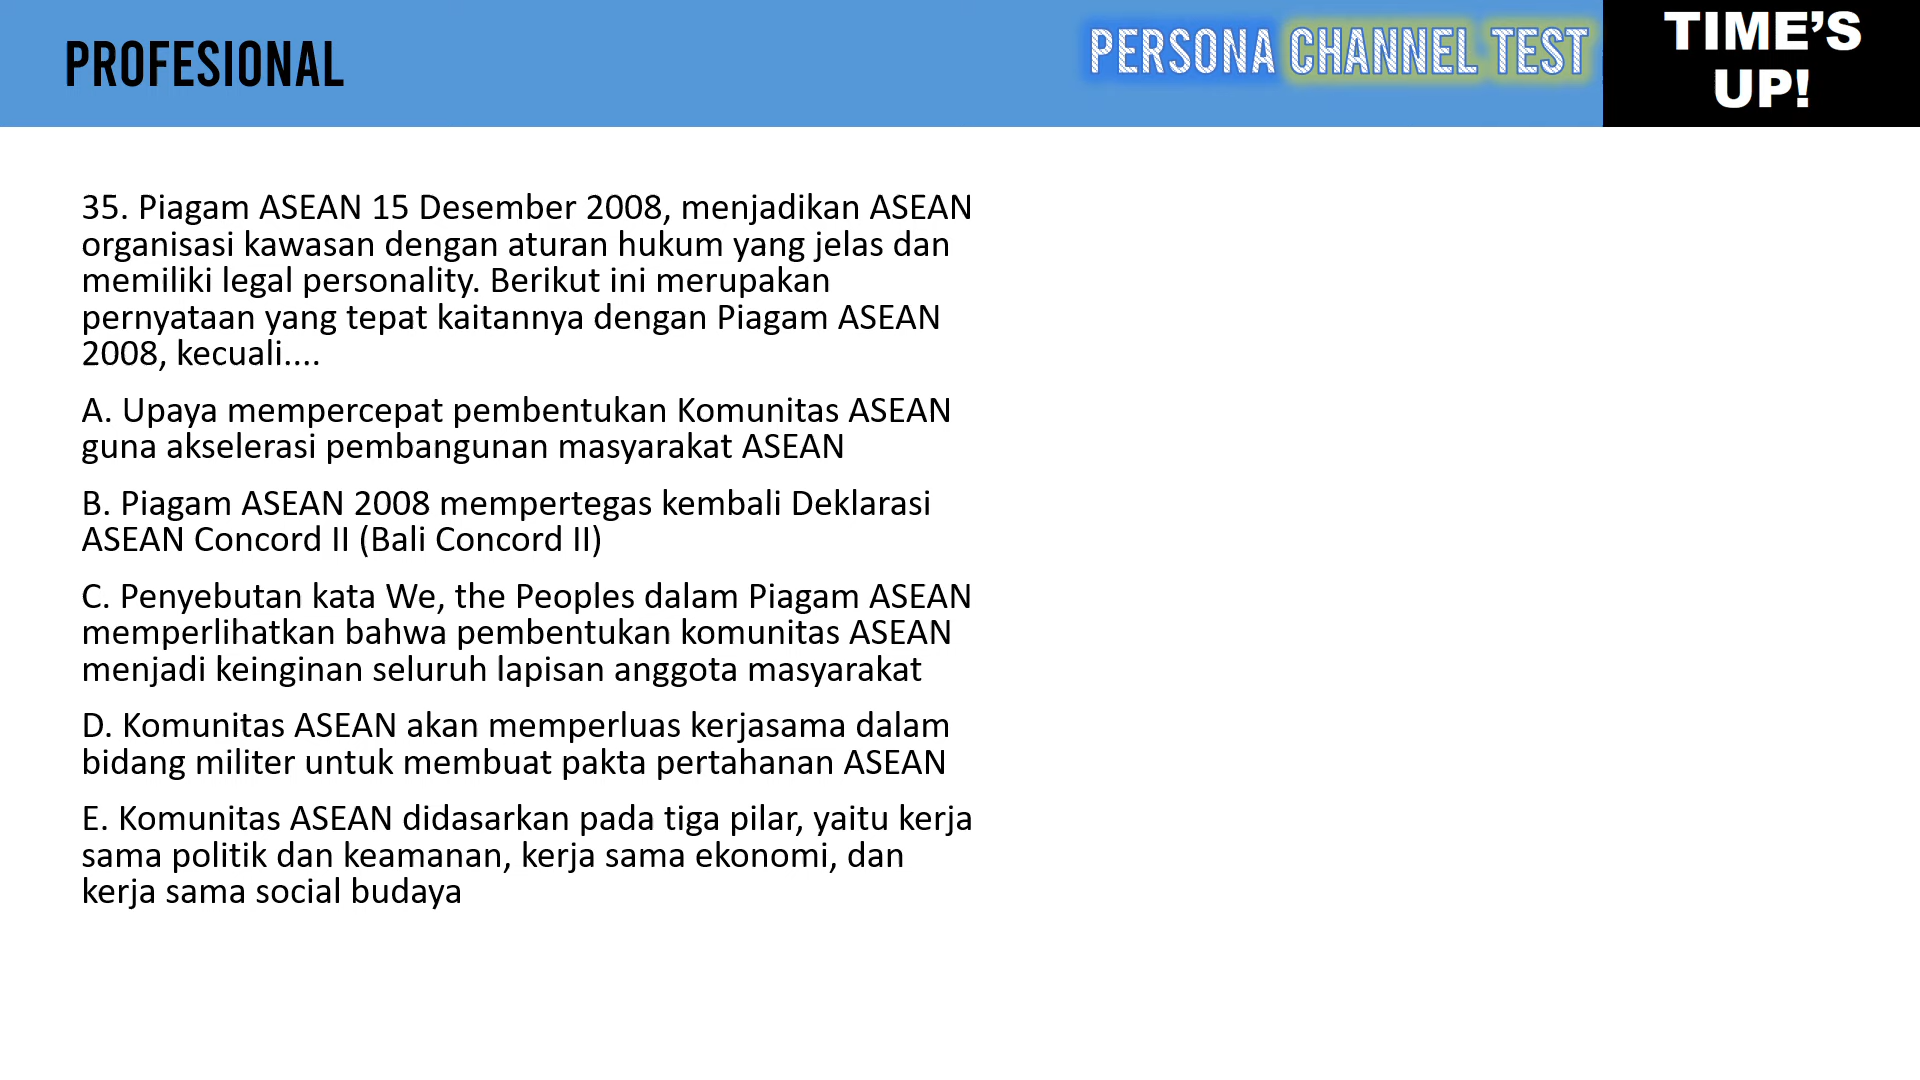 PROFESIONAL
PERSONA CHANNEL TEST
TIME'S
UP!
35. Piagam ASEAN 15 Desember 2008, menjadikan ASEAN
organisasi kawasan dengan aturan hukum yang jelas dan
memiliki legal personality. Berikut ini merupakan
pernyataan yang tepat kaitannya dengan Piagam ASEAN
2008, kecuali....
A. Upaya mempercepat pembentukan Komunitas ASEAN
guna akselerasi pembangunan masyarakat ASEAN
B. Piagam ASEAN 2008 mempertegas kembali Deklarasi
ASEAN Concord II (Bali Concord II)
C. Penyebutan kata We, the Peoples dalam Piagam ASEAN
memperlihatkan bahwa pembentukan komunitas ASEAN
menjadi keinginan seluruh lapisan anggota masyarakat
D. Komunitas ASEAN akan memperluas kerjasama dalam
bidang militer untuk membuat pakta pertahanan ASEAN
E. Komunitas ASEAN didasarkan pada tiga pilar, yaitu kerja
sama politik dan keamanan, kerja sama ekonomi, dan
kerja sama social budaya